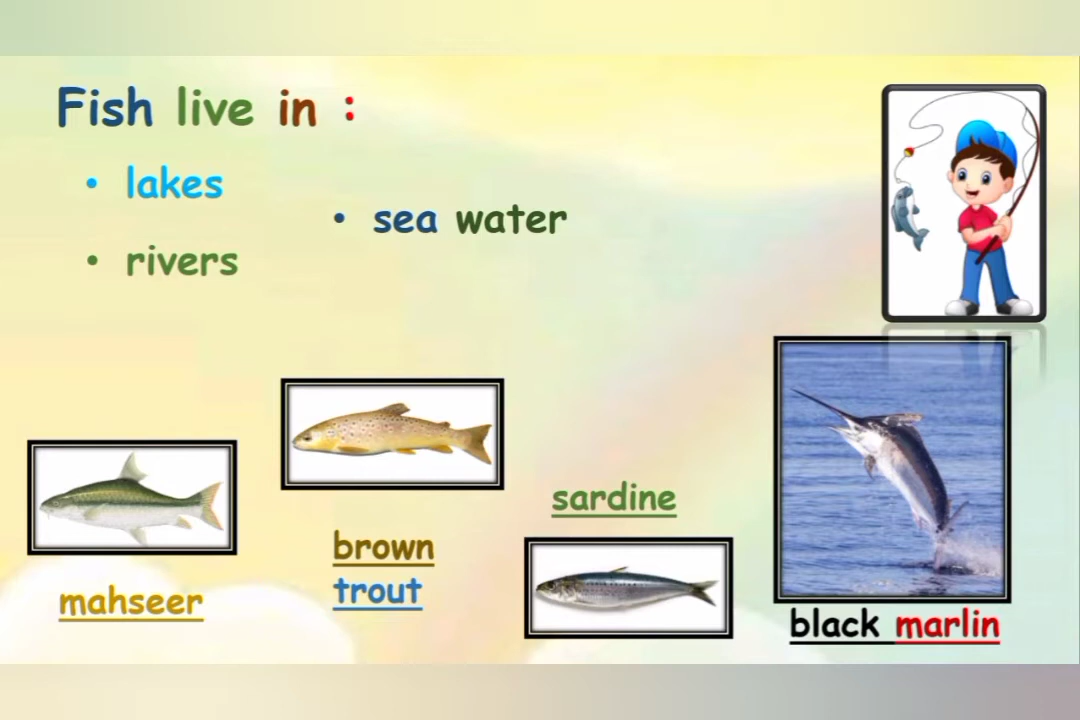 Fish live in :
• lakes
• sea water
• rivers
sardine
brown
trout
mahseer
black marlin